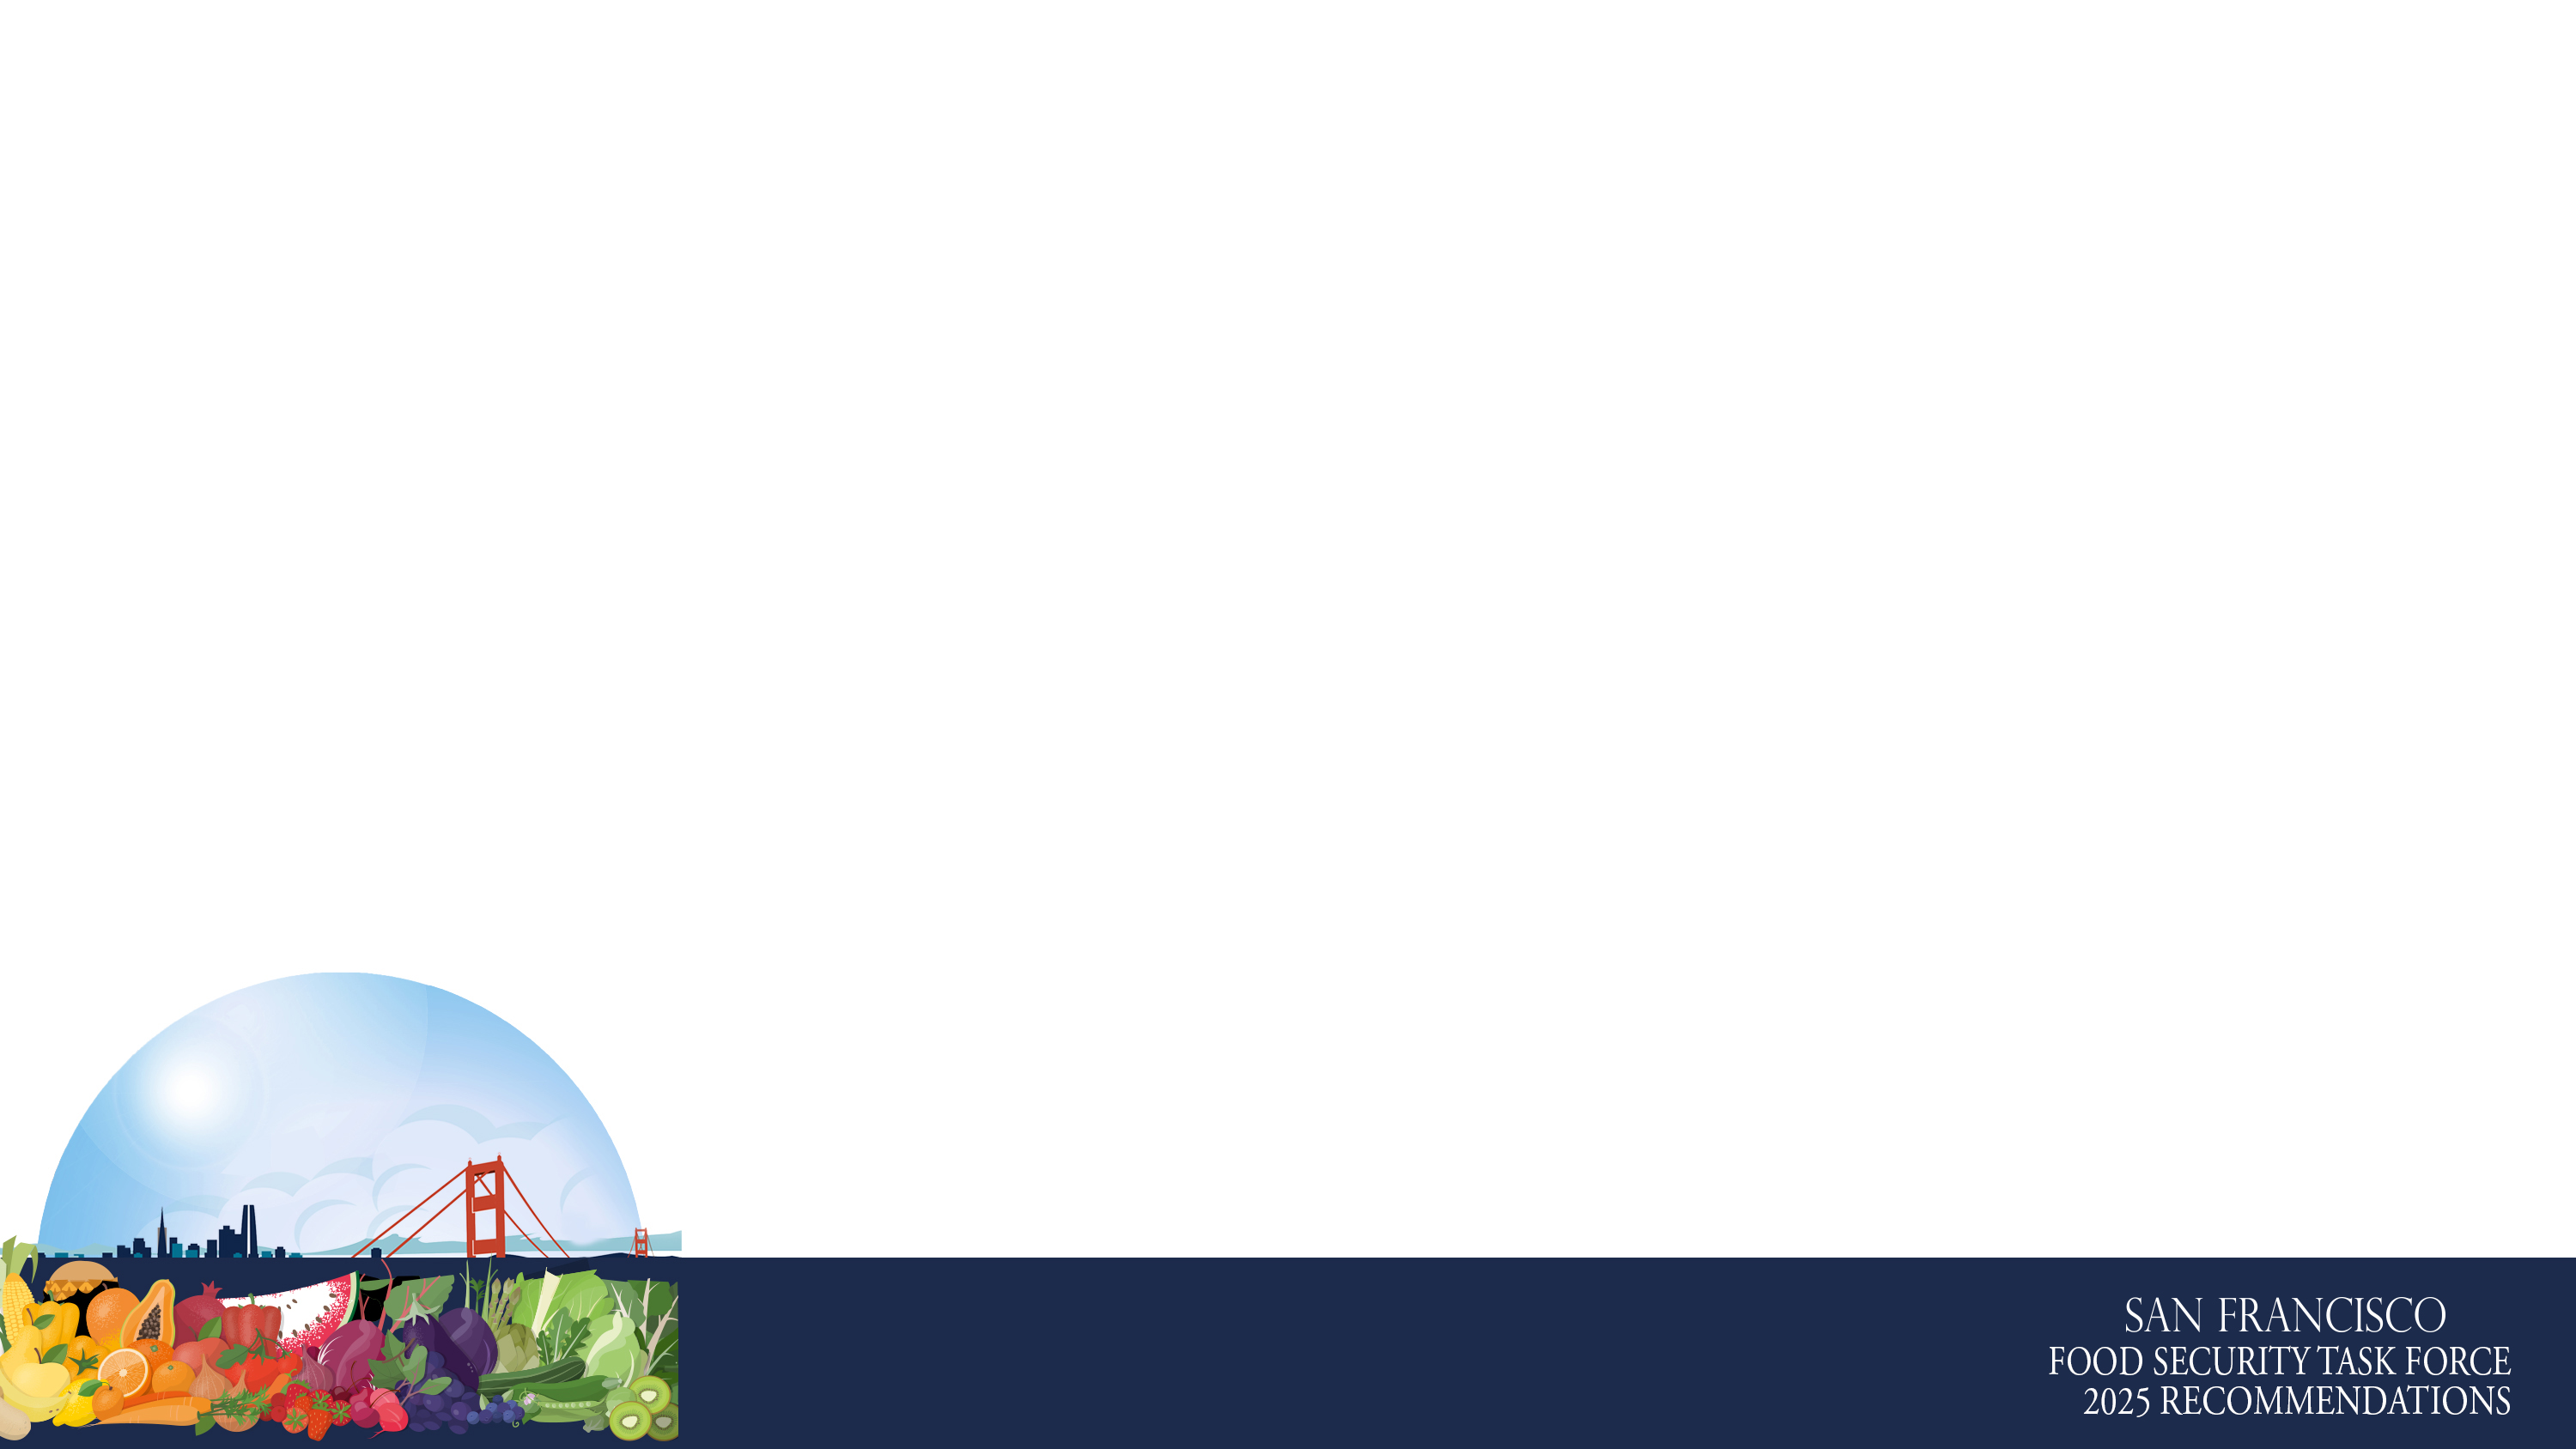 SAN FRANCISCO
FOOD SECURITY TASK FORCE
2025 RECOMMENDATIONS